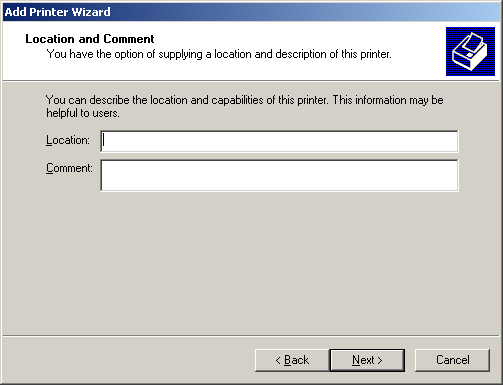 Add Printer Wizard
Location and Comment
You have the option of supplying a location and description of this printer.
You can describe the location and capabilities of this printer. This information may be
helpful to users.
Location:
Comment:
< Back Next > Cancel